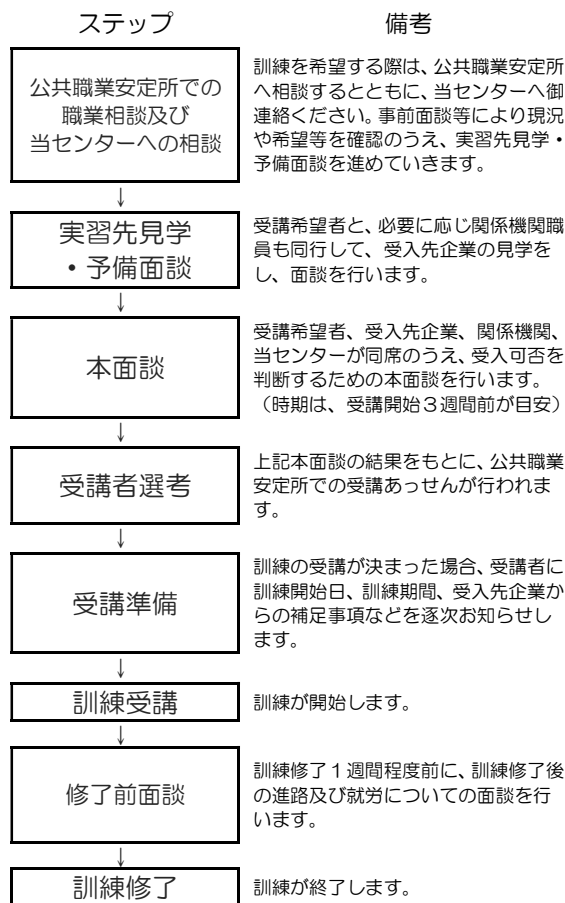 ステップ
備考
公共職業安定所での
職業相談及び
当センターへの相談
訓練を希望する際は、公共職業安定所
へ相談するとともに、当センターへ御
連絡ください。事前面談等により現況
や希望等を確認のうえ、実習先見学・
予備面談を進めていきます。
↓
実習先見学
・予備面談
受講希望者と、必要に応じ関係機関職
員も同行して、受入先企業の見学を
し、面談を行います。
↓
本面談
受講希望者、受入先企業、関係機関、
当センターが同席のうえ、受入可否を
判断するための本面談を行います。
（時期は、受講開始３週間前が目安）
↓
受講者選考
上記本面談の結果をもとに、公共職業
安定所での受講あっせんが行われま
す。
↓
受講準備
訓練の受講が決まった場合、受講者に
訓練開始日、訓練期間、受入先企業か
らの補足事項などを逐次お知らせし
ます。
↓
訓練受講
訓練が開始します。
↓
修了前面談
訓練修了１週間程度前に、訓練修了後
の進路及び就労についての面談を行
います。
↓
訓練修了
訓練が終了します。